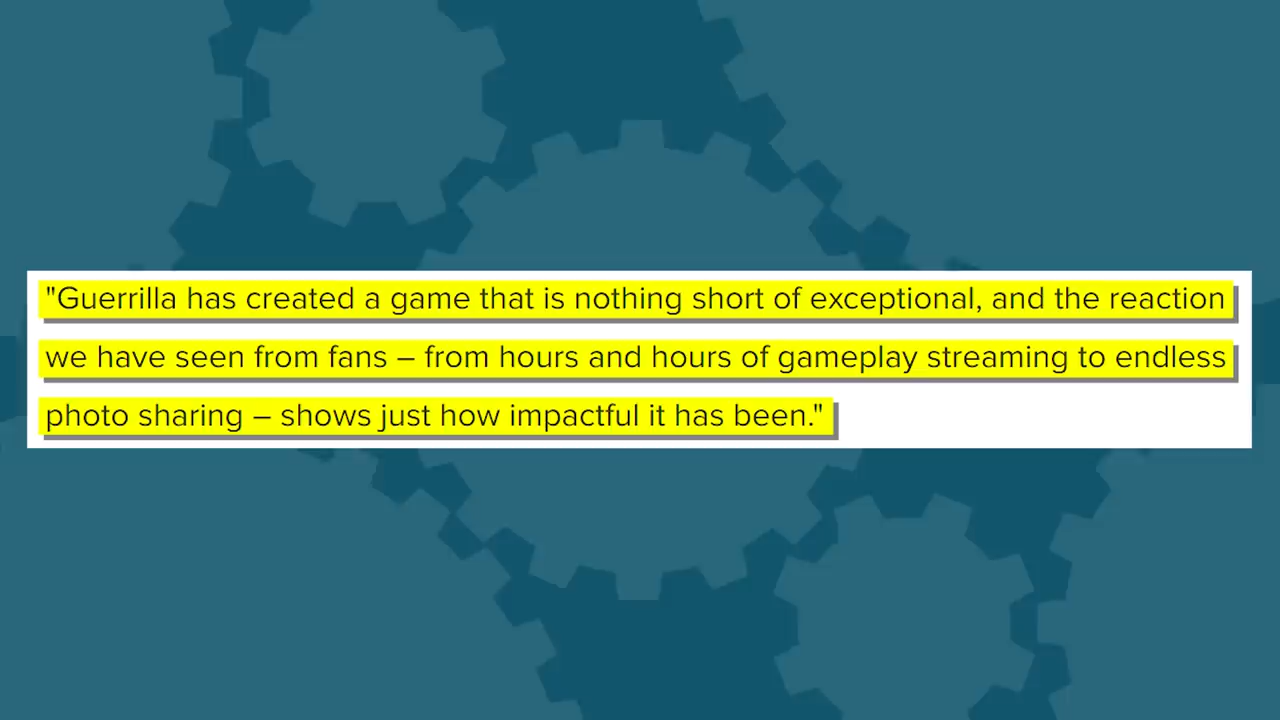 "Guerrilla has created a game that is nothing short of exceptional, and the reaction
we have seen from fans – from hours and hours of gameplay streaming to endless
photo sharing – shows just how impactful it has been."